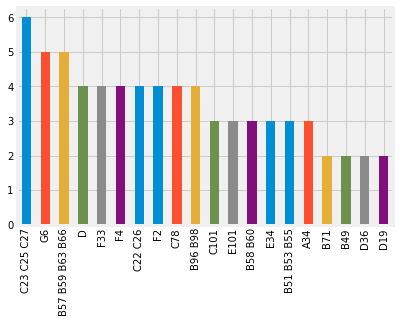 6
5
4
3
2
1
0
C23 C25 C27
G6
B57 B59 B63 B66
D
F33
F4
C22 C26
F2
C78
B96 B98
C101
E101
B58 B60
E34
B51 B53 B55
A34
B71
B49
D36
D19